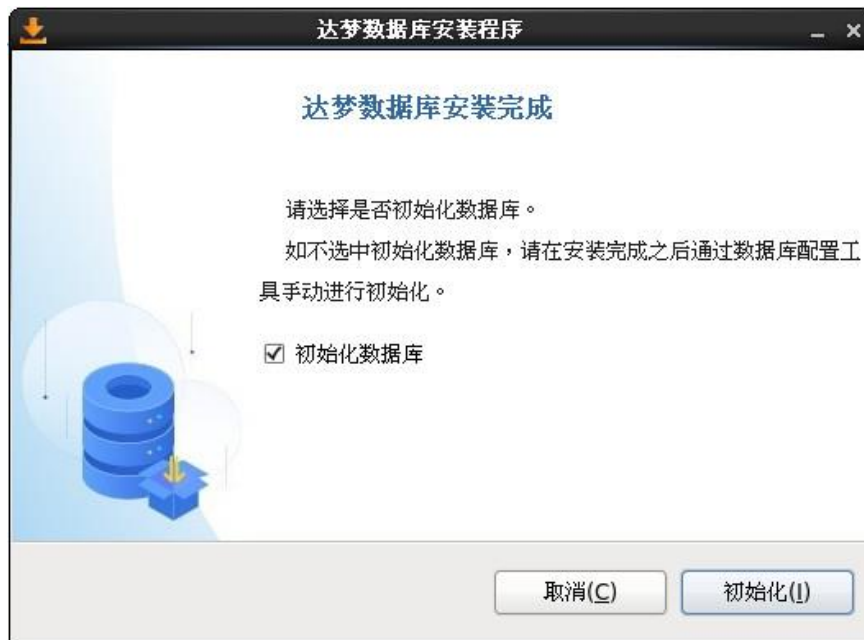 达梦数据库安装程序
达梦数据库安装完成
请选择是否初始化数据库。
如不选中初始化数据库，请在安装完成之后通过数据库配置工
具手动进行初始化。
初始化数据库
取消(C)
初始化(I)